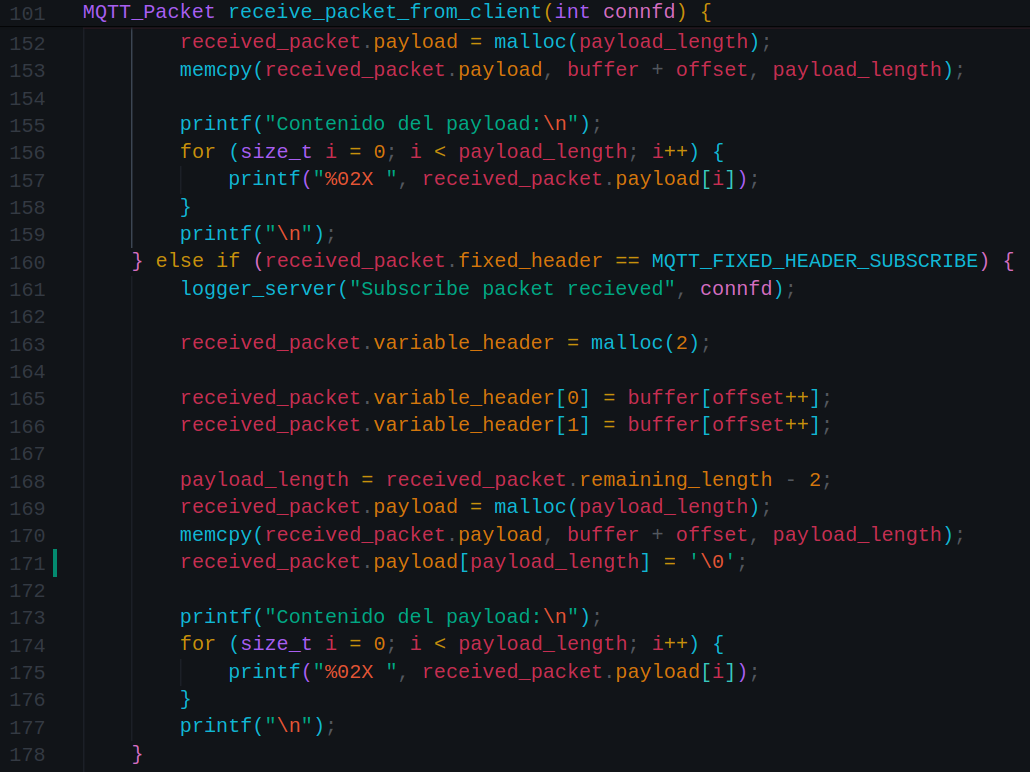 101 MQTT_Packet receive_packet_from_client(int connfd) {
152 received_packet.payload = malloc(payload_length);
153 memcpy(received_packet.payload, buffer + offset, payload_length);
154
155 printf("Contenido del payload:\n");
156 for (size_t i = 0; i < payload_length; i++) {
157 printf("%02X ", received_packet.payload[i]);
158 }
159 printf("\n");
160 } else if (received_packet.fixed_header == MQTT_FIXED_HEADER_SUBSCRIBE) {
161 logger_server("Subscribe packet recieved", connfd);
162
163 received_packet.variable_header = malloc(2);
164
165 received_packet.variable_header[0] = buffer[offset++];
166 received_packet.variable_header[1] = buffer[offset++];
167
168 payload_length = received_packet.remaining_length - 2;
169 received_packet.payload = malloc(payload_length);
170 memcpy(received_packet.payload, buffer + offset, payload_length);
171 received_packet.payload[payload_length] = '\0';
172
173 printf("Contenido del payload:\n");
174 for (size_t i = 0; i < payload_length; i++) {
175 printf("%02X ", received_packet.payload[i]);
176 }
177 printf("\n");
178 }